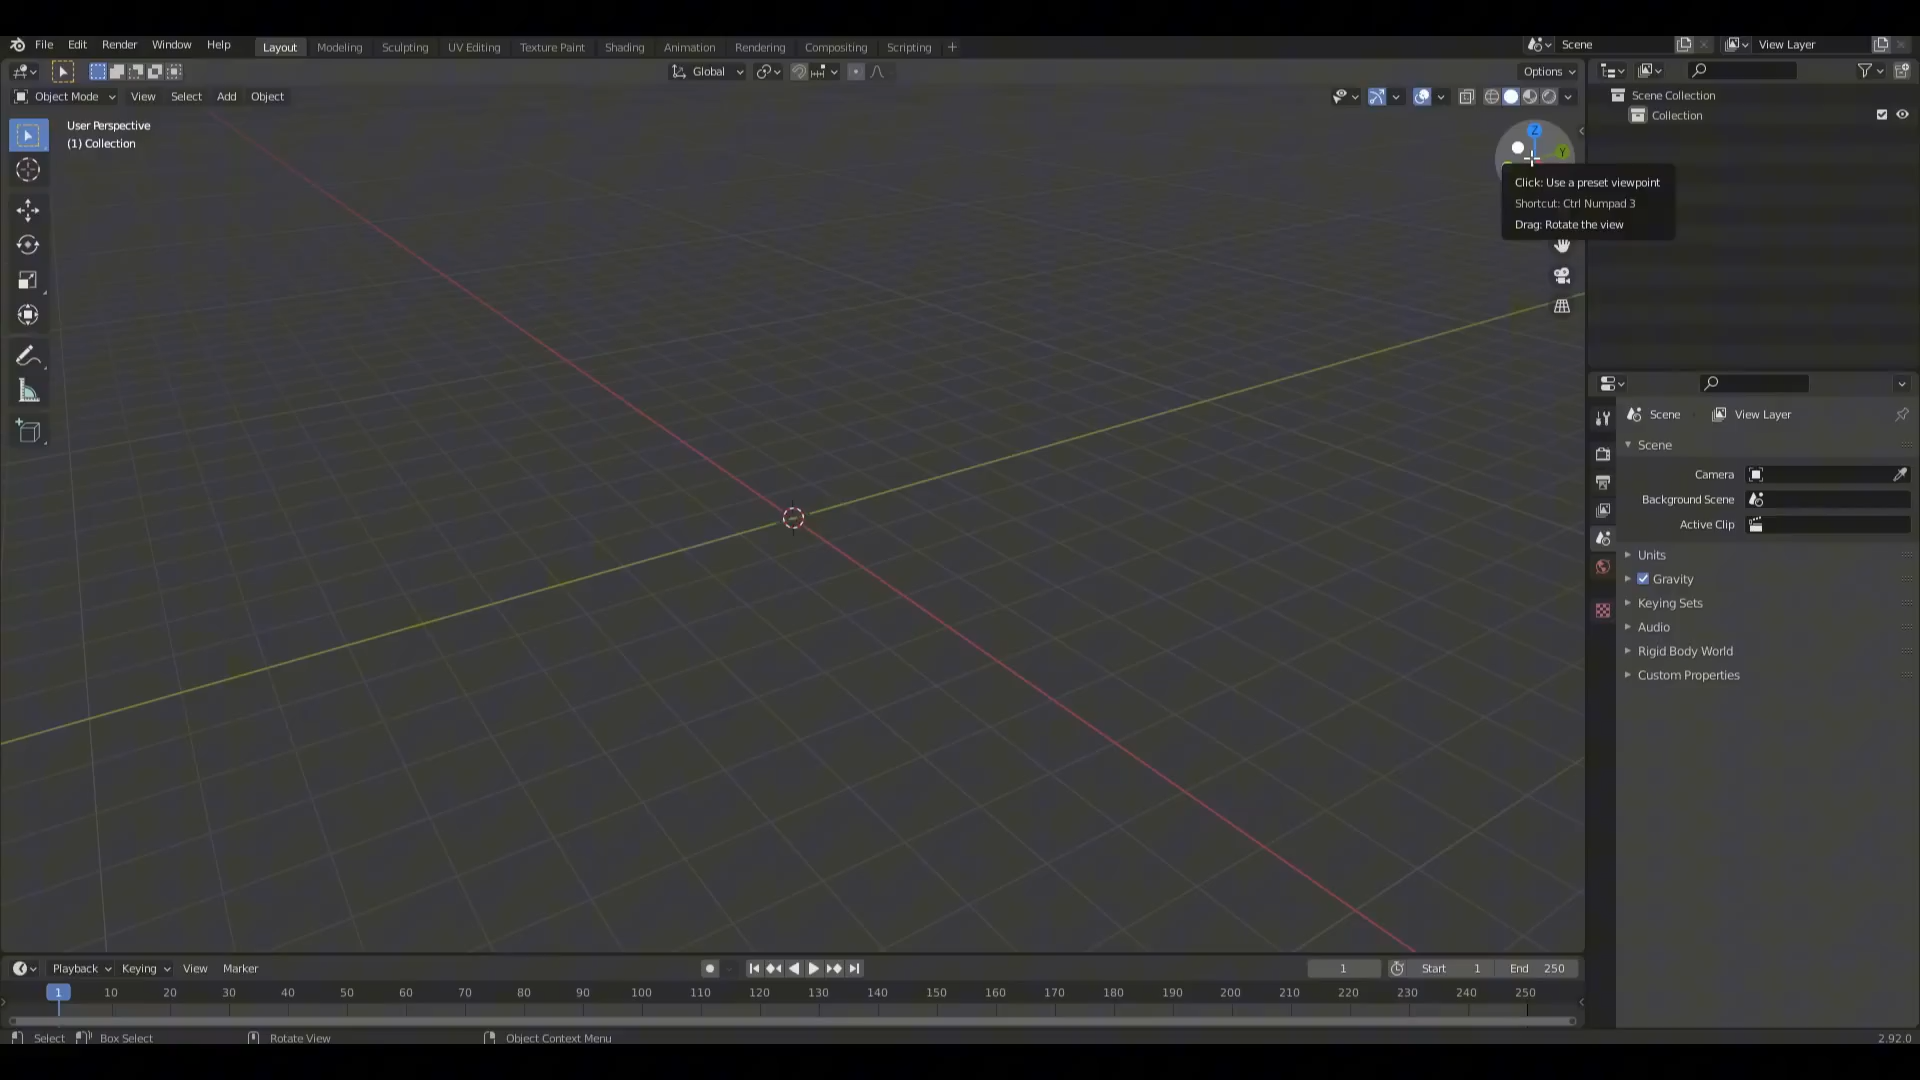 File Edit Render Window Help Layout Modeling Sculpting UV Editing Texture Paint Shading Animation Rendering Compositing Scripting + Scene View Layer
Global Options
Object Mode View Select Add Object
User Perspective
(1) Collection
Z
Y
Click: Use a preset viewpoint
Shortcut: Ctrl Numpad 3
Drag: Rotate the view
Scene Collection
Collection
Scene View Layer
Scene
Camera
Background Scene
Active Clip
Units
Gravity
Keying Sets
Audio
Rigid Body World
Custom Properties
Playback Keying View Marker 1 Start 1 End 250
1 10 20 30 40 50 60 70 80 90 100 110 120 130 140 150 160 170 180 190 200 210 220 230 240 250
Select Box Select Rotate View Object Context Menu 2.92.0